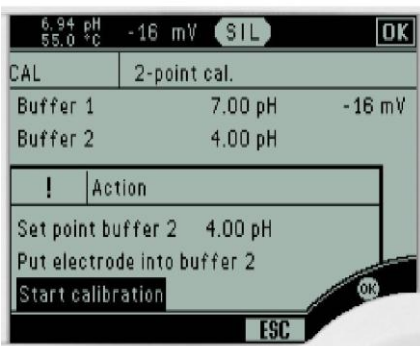 6.94 pH -16 mV SIL OK
55.0 °C
CAL 2-point cal.
Buffer 1 7.00 pH -16 mV
Buffer 2 4.00 pH
! Action
Set point buffer 2 4.00 pH
Put electrode into buffer 2
Start calibration OK
ESC